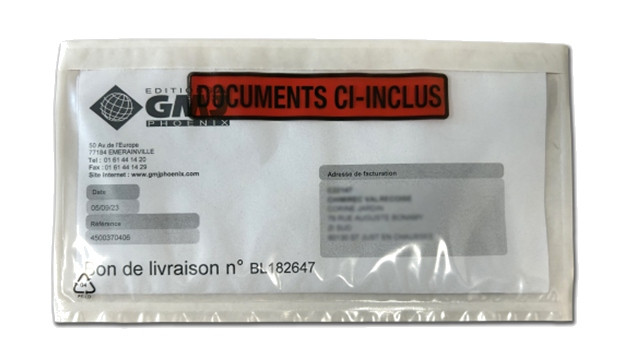 DOCUMENTS CI-INCLUS
EDITIONS
GMJ
PHOENIX
50 Av.de l'Europe
77184 EMERAINVILLE
Tel : 01 61 44 14 20
Fax : 01 61 44 14 29
Site Internet : www.gmjphoenix.com
Date
05/09/23
Référence
4500370406
Adresse de facturation
Bon de livraison n° BL182647